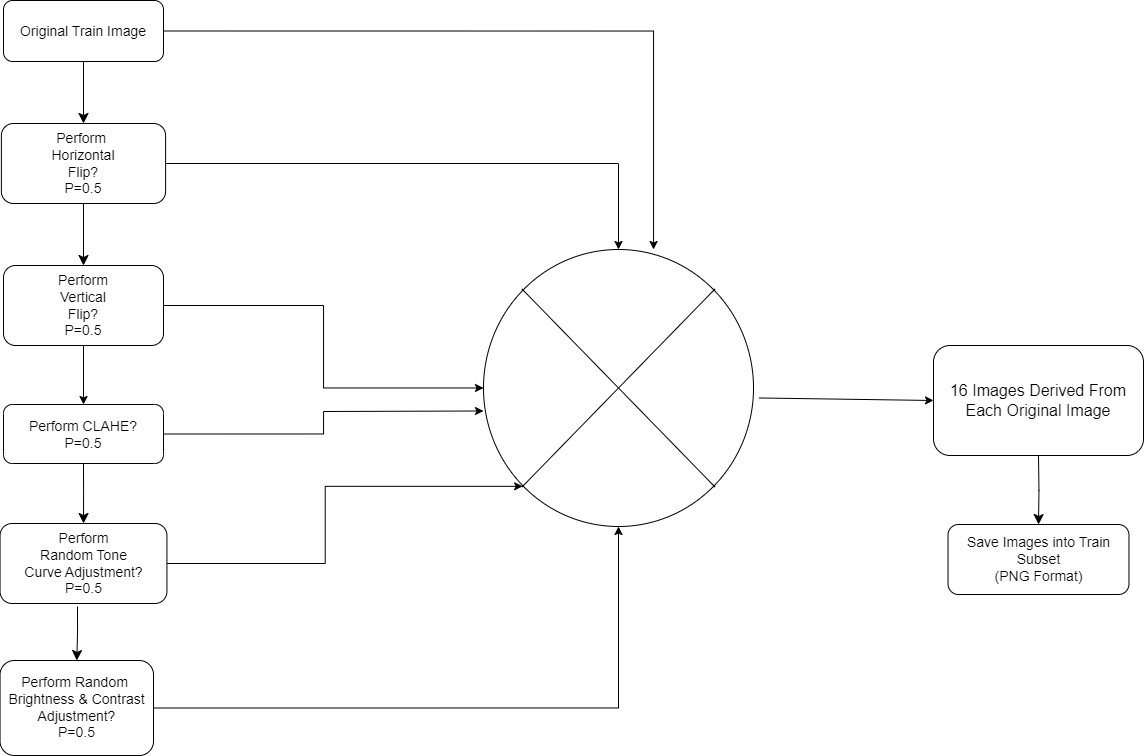 Original Train Image
Perform
Horizontal
Flip?
P=0.5
Perform
Vertical
Flip?
P=0.5
Perform CLAHE?
P=0.5
Perform
Random Tone
Curve Adjustment?
P=0.5
Perform Random
Brightness & Contrast
Adjustment?
P=0.5
16 Images Derived From
Each Original Image
Save Images into Train
Subset
(PNG Format)